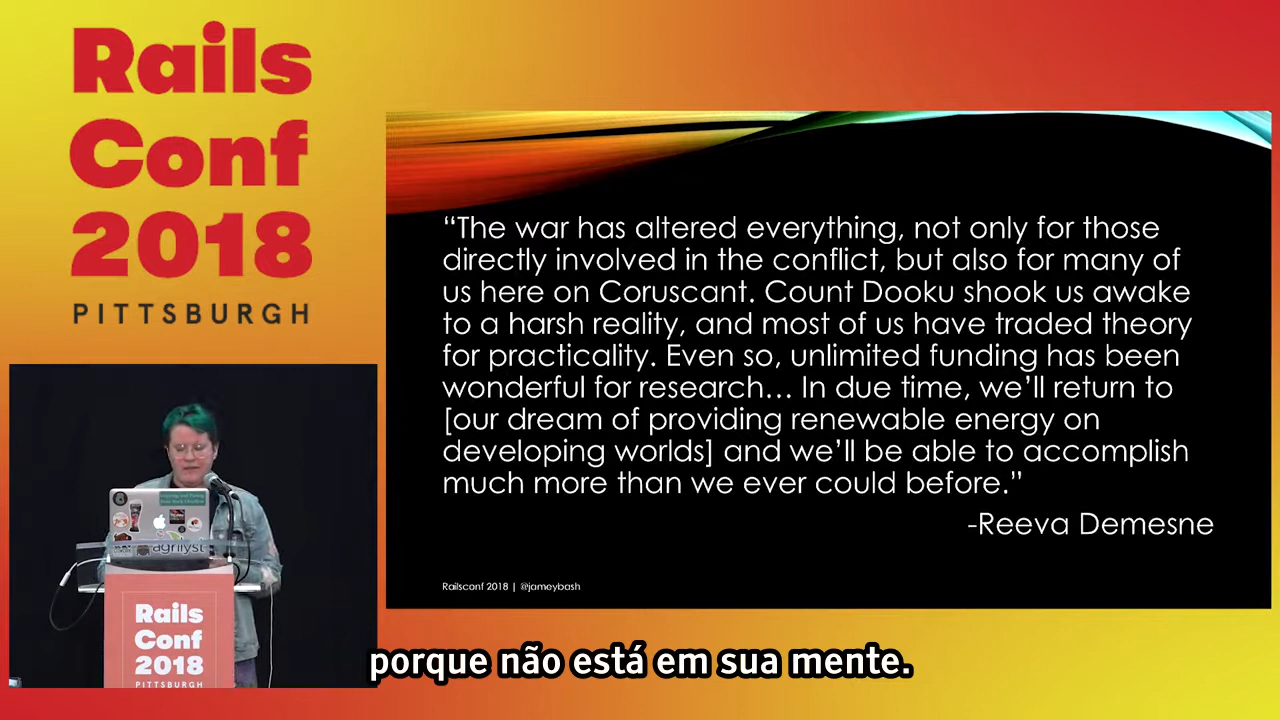 Rails
Conf
2018
PITTSBURGH
“The war has altered everything, not only for those
directly involved in the conflict, but also for many of
us here on Coruscant. Count Dooku shook us awake
to a harsh reality, and most of us have traded theory
for practicality. Even so, unlimited funding has been
wonderful for research… In due time, we’ll return to
[our dream of providing renewable energy on
developing worlds] and we’ll be able to accomplish
much more than we ever could before.”
-Reeva Demesne
Railsconf 2018 | @jameybash
agrilyst
Rails
Conf
2018
PITTSBURGH
porque não está em sua mente.